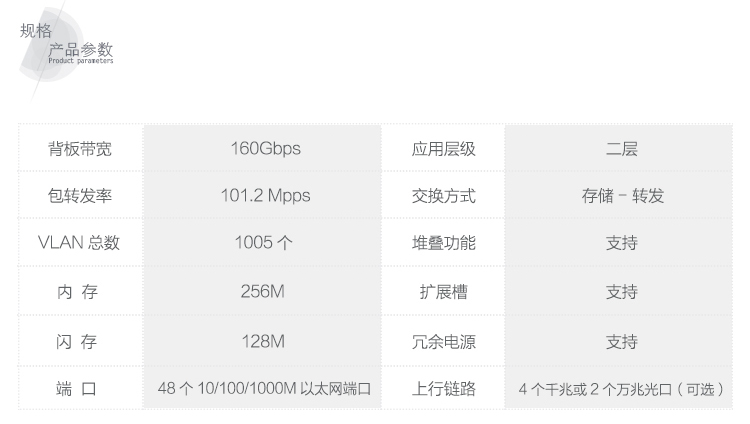 规格
产品参数
Product parameters
背板带宽 160Gbps 应用层级 二层
包转发率 101.2 Mpps 交换方式 存储 - 转发
VLAN 总数 1005 个 堆叠功能 支持
内 存 256M 扩展槽 支持
闪 存 128M 冗余电源 支持
端 口 48 个 10/100/1000M 以太网端口 上行链路 4 个千兆或 2 个万兆光口（可选）